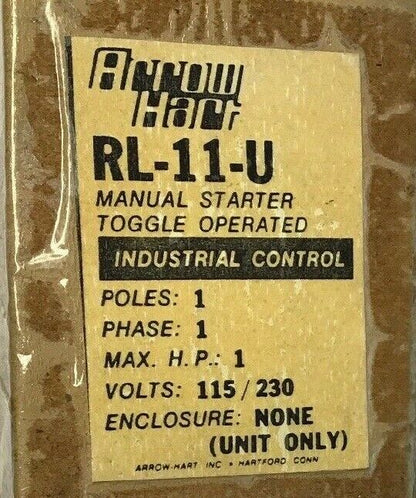 Arrow
Hart
RL-11-U
MANUAL STARTER
TOGGLE OPERATED
INDUSTRIAL CONTROL
POLES: 1
PHASE: 1
MAX. H.P.: 1
VOLTS: 115/230
ENCLOSURE: NONE
(UNIT ONLY)
ARROW-HART INC • HARTFORD CONN